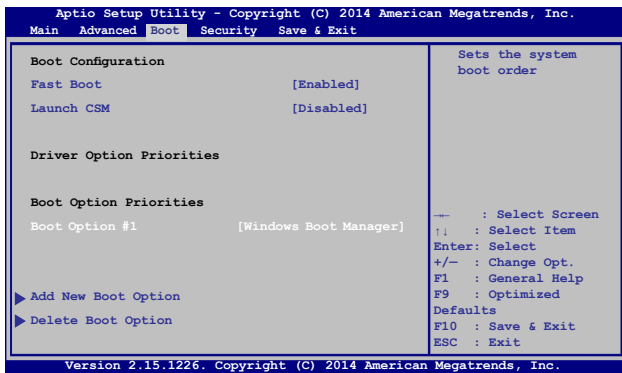 Aptio Setup Utility - Copyright (C) 2014 American Megatrends, Inc.
Main Advanced Boot Security Save & Exit
Boot Configuration
Fast Boot [Enabled]
Launch CSM [Disabled]
Driver Option Priorities
Boot Option Priorities
Boot Option #1 [Windows Boot Manager]
Add New Boot Option
Delete Boot Option
Sets the system
boot order
→← : Select Screen
↑↓ : Select Item
Enter: Select
+/— : Change Opt.
F1 : General Help
F9 : Optimized
Defaults
F10 : Save & Exit
ESC : Exit
Version 2.15.1226. Copyright (C) 2014 American Megatrends, Inc.